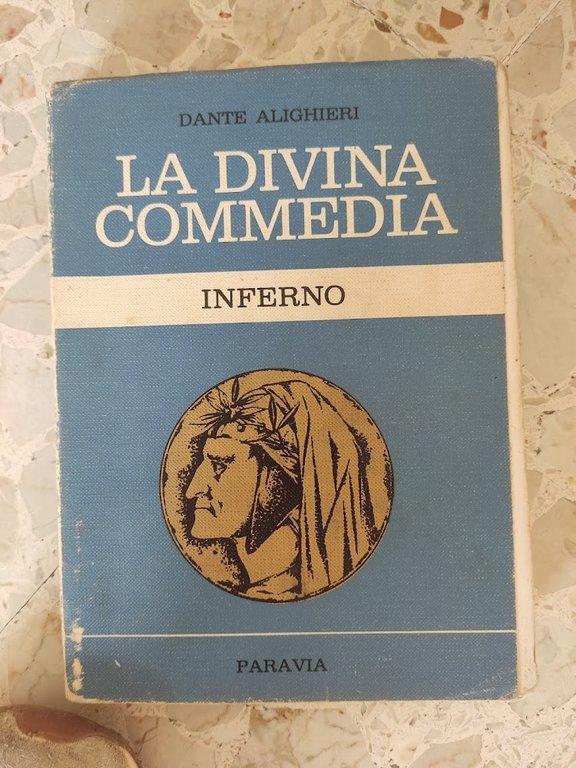 DANTE ALIGHIERI
LA DIVINA
COMMEDIA
INFERNO
PARAVIA